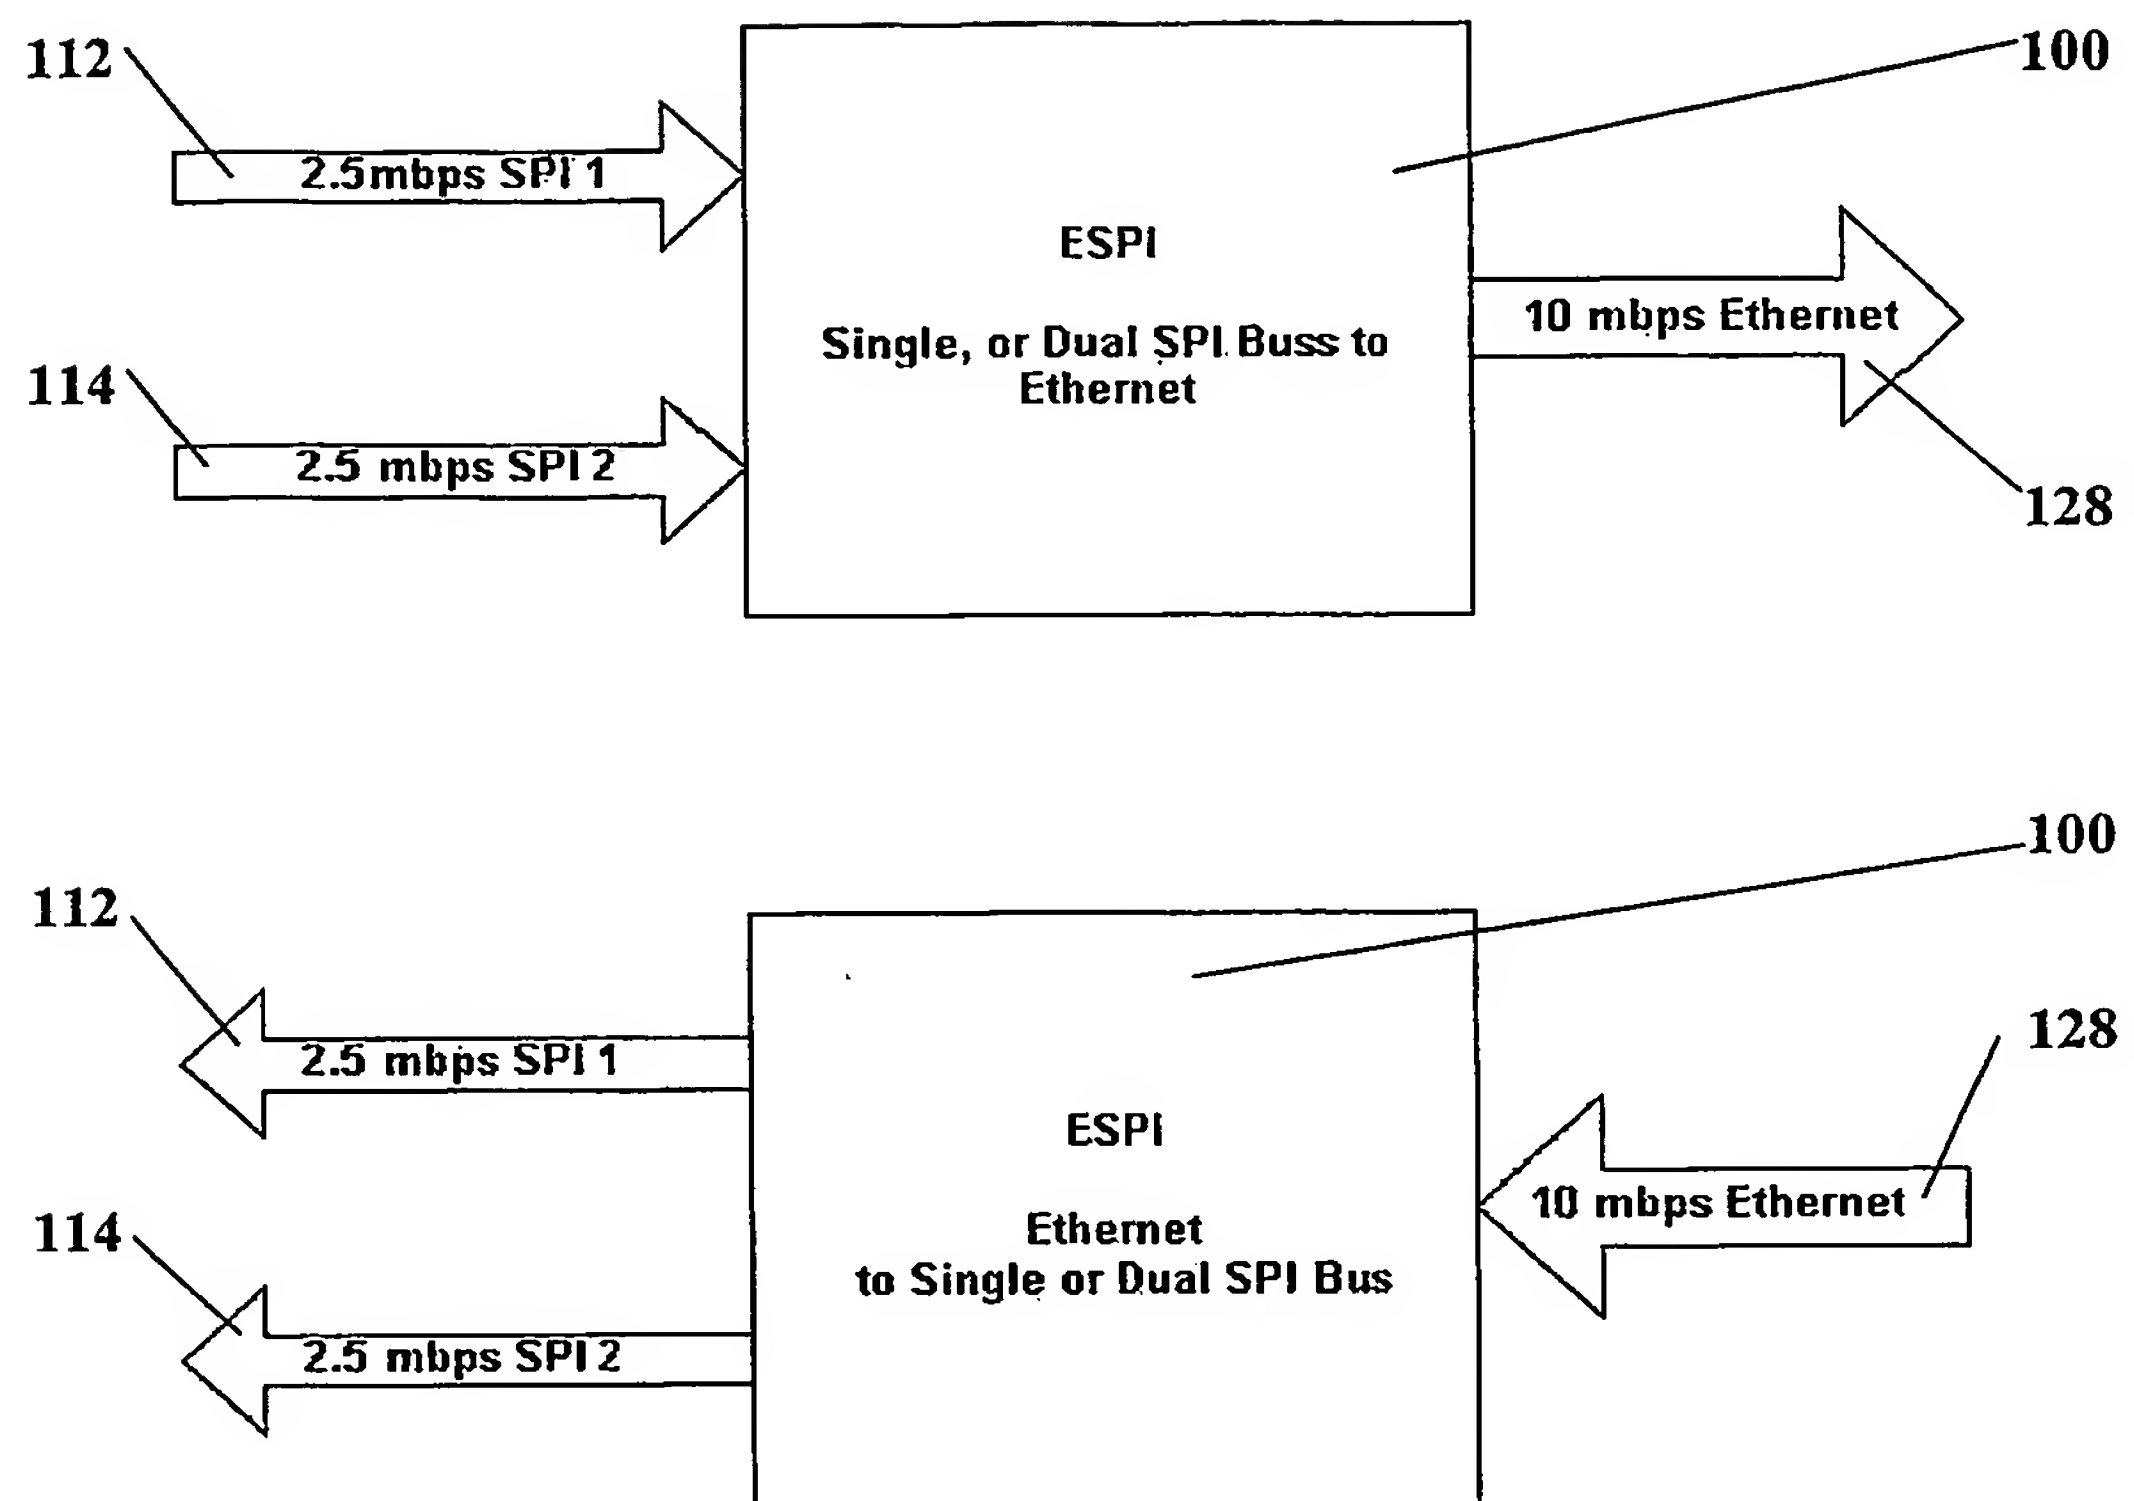 112
100
2.5mbps SPI 1
ESPI
10 mbps Ethernet
Single, or Dual SPI Buss to
Ethernet
114
2.5 mbps SPI 2
128
100
112
128
2.5 mbps SPI 1
ESPI
10 mbps Ethernet
114
Ethernet
to Single or Dual SPI Bus
2.5 mbps SPI 2